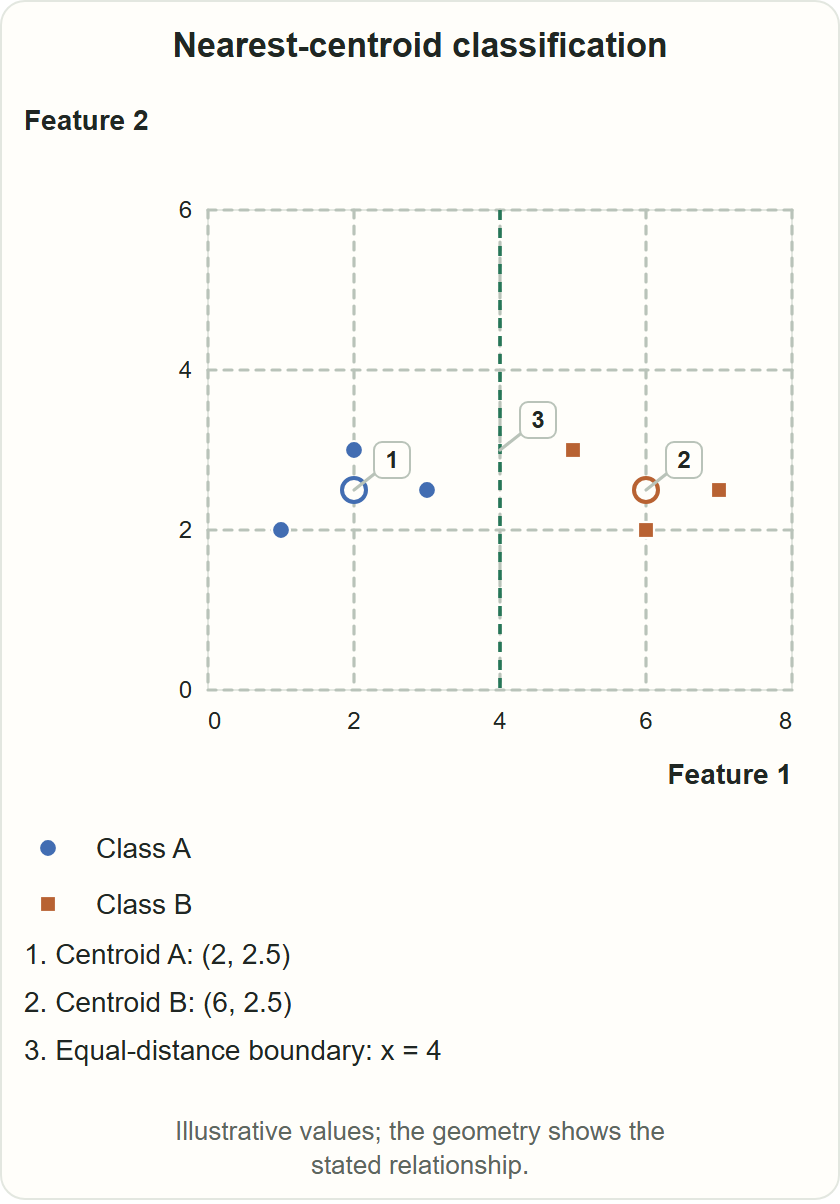 Nearest-centroid classification
Feature 2
6
4
3
1
2
2
0
0 2 4 6 8
Feature 1
Class A
Class B
1. Centroid A: (2, 2.5)
2. Centroid B: (6, 2.5)
3. Equal-distance boundary: x = 4
Illustrative values; the geometry shows the
stated relationship.